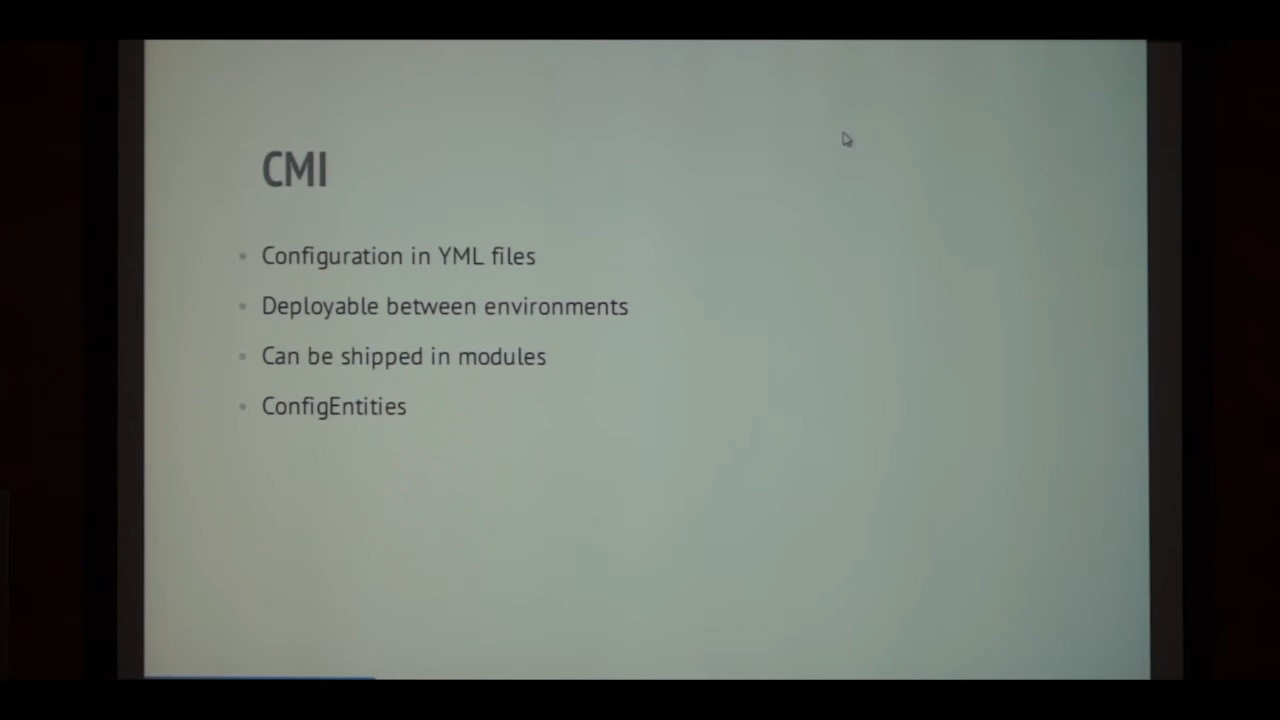 CMI
Configuration in YML files
Deployable between environments
Can be shipped in modules
ConfigEntities